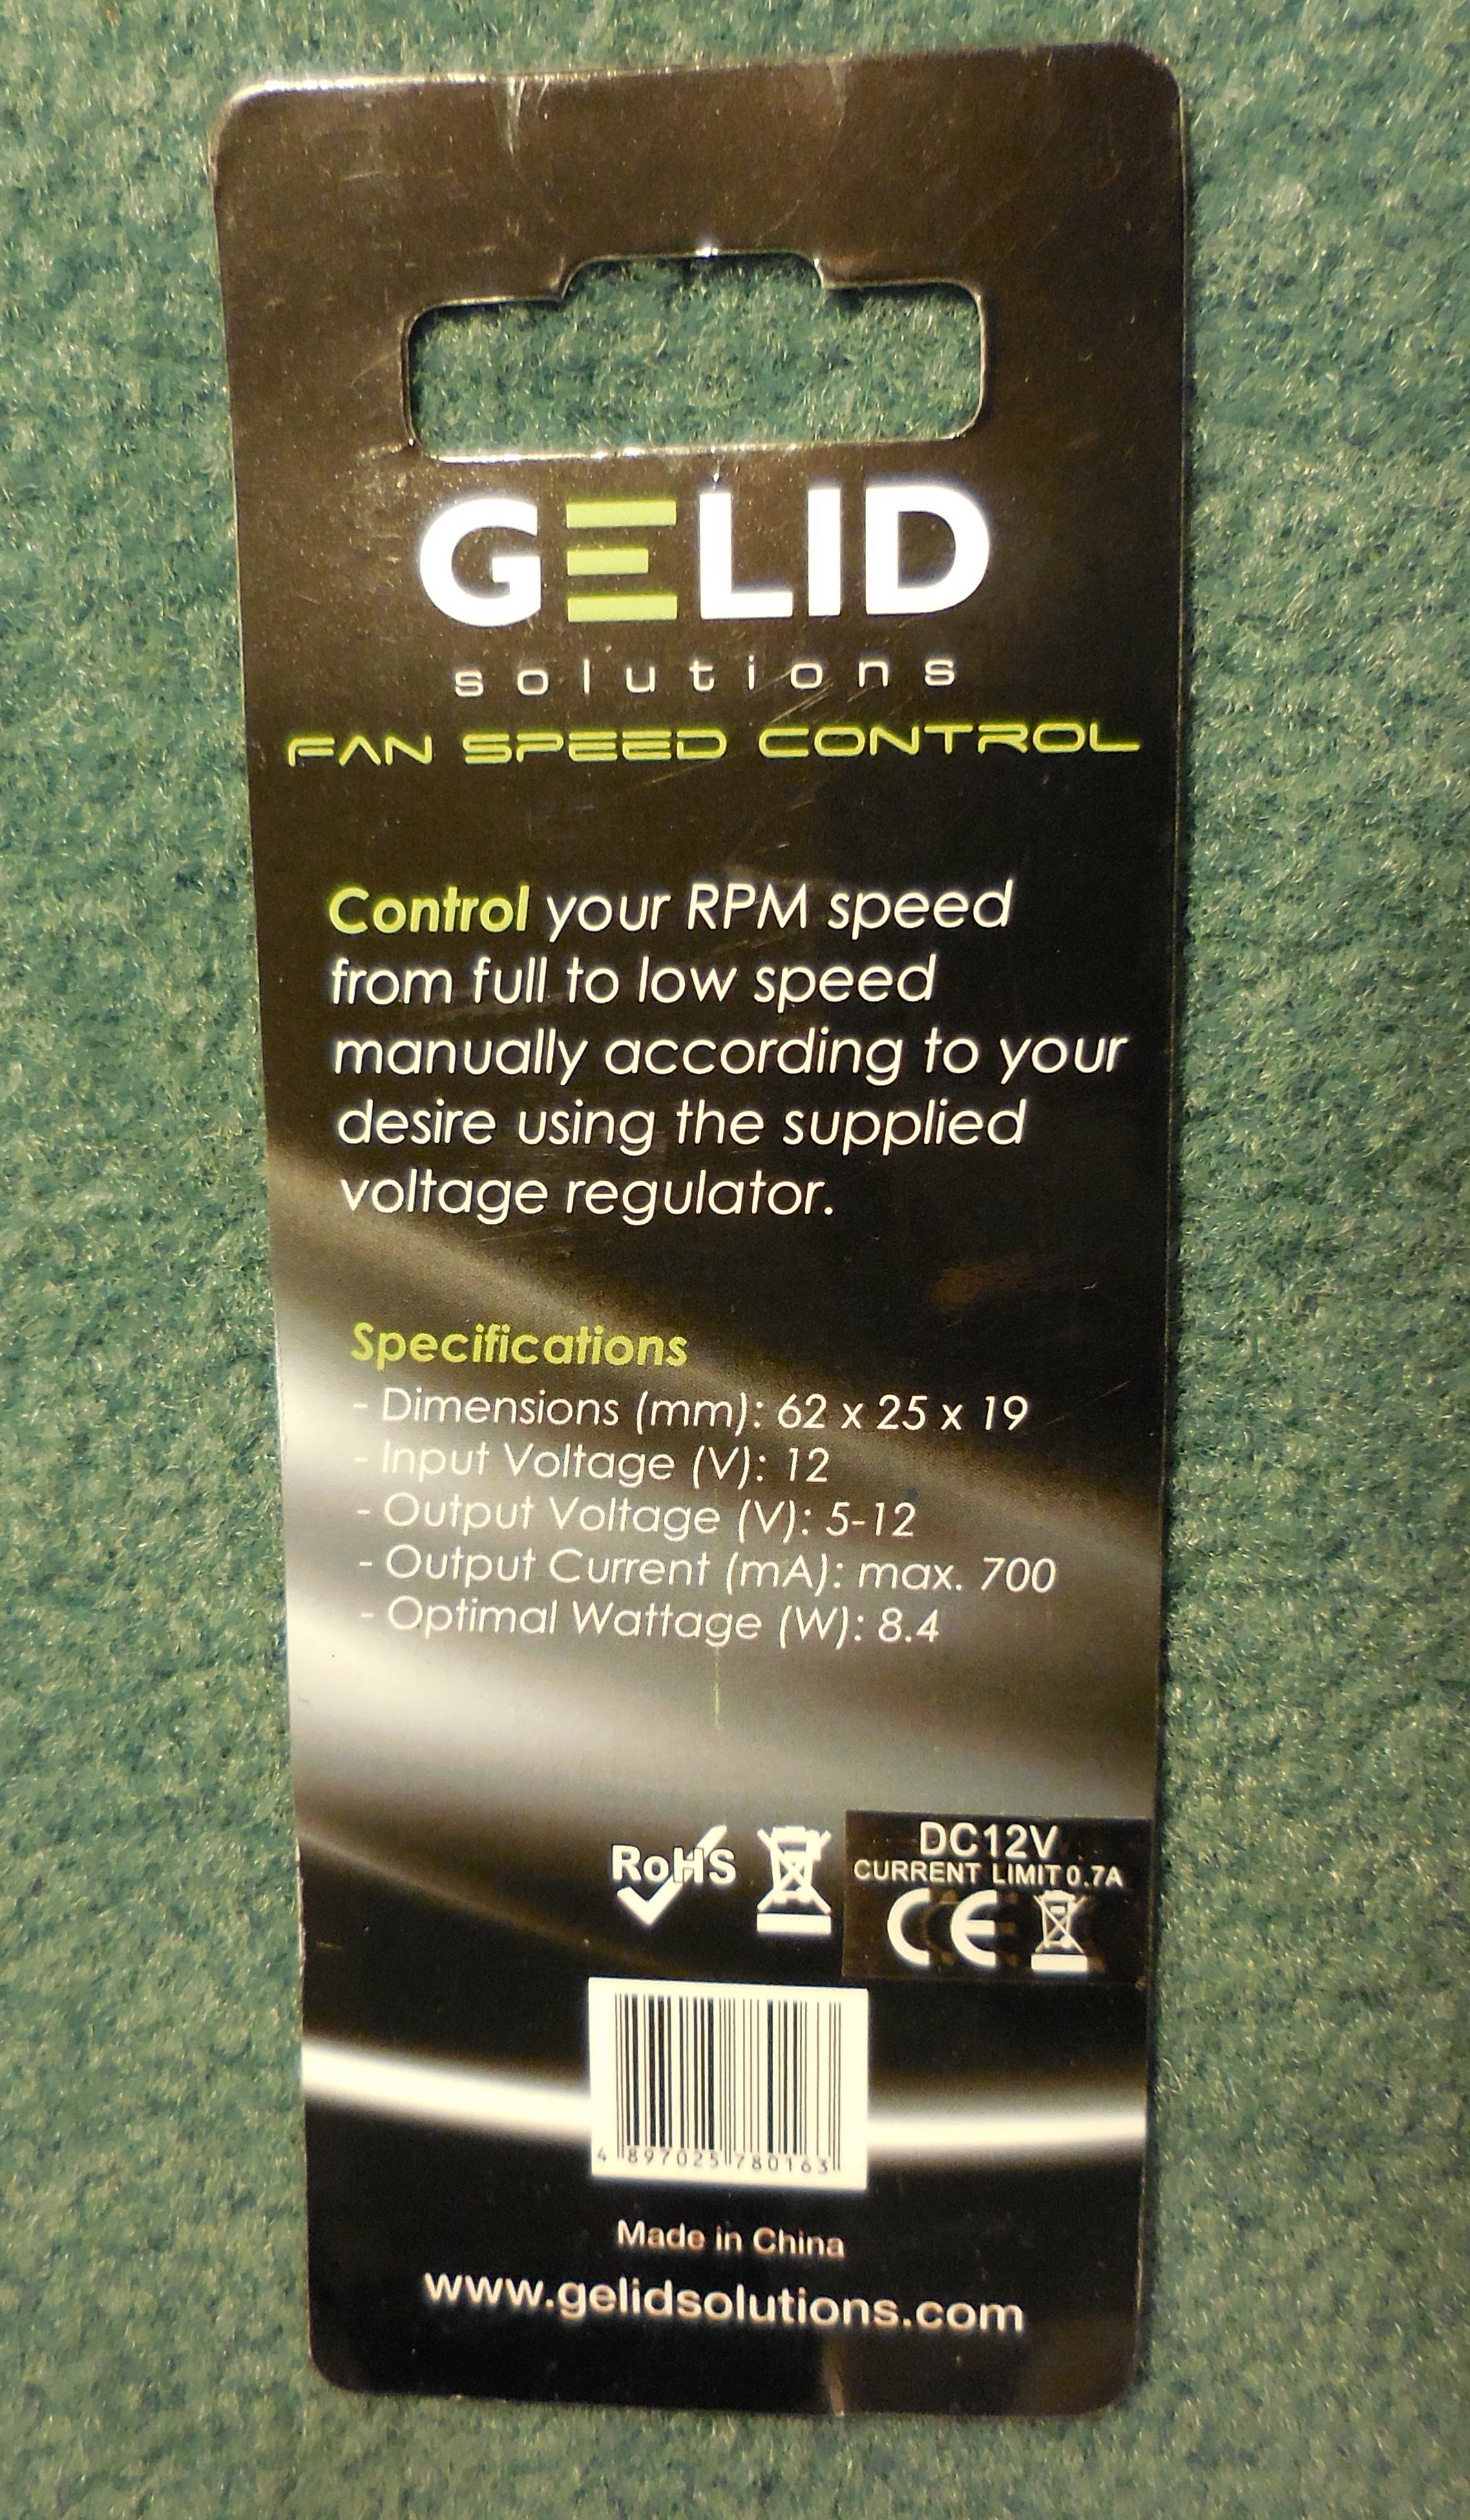 GELID
solutions
FAN SPEED CONTROL
Control your RPM speed
from full to low speed
manually according to your
desire using the supplied
voltage regulator.
Specifications
- Dimensions (mm): 62 x 25 x 19
- Input Voltage (V): 12
- Output Voltage (V): 5-12
- Output Current (mA): max. 700
- Optimal Wattage (W): 8.4
RoHS
DC12V
CURRENT LIMIT 0.7A
CE
4 897025 780163
Made in China
www.gelidsolutions.com